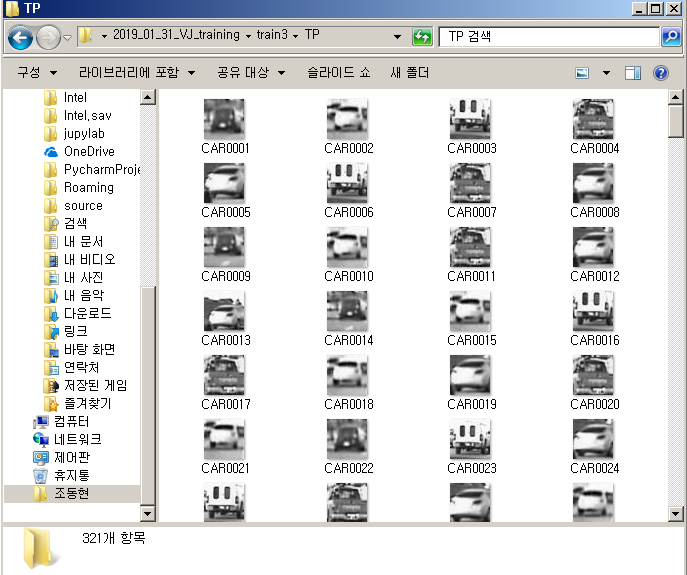 TP
2019_01_31_VJ_training train3 TP
TP 검색
구성 라이브러리에 포함 공유 대상 슬라이드 쇼 새 폴더
Intel
Intel,sav
jupylab
OneDrive
PycharmProje
Roaming
source
검색
내 문서
내 비디오
내 사진
내 음악
다운로드
링크
바탕 화면
연락처
저장된 게임
즐겨찾기
컴퓨터
네트워크
제어판
휴지통
조동현
CAR0001 CAR0002 CAR0003 CAR0004
CAR0005 CAR0006 CAR0007 CAR0008
CAR0009 CAR0010 CAR0011 CAR0012
CAR0013 CAR0014 CAR0015 CAR0016
CAR0017 CAR0018 CAR0019 CAR0020
CAR0021 CAR0022 CAR0023 CAR0024
321개 항목